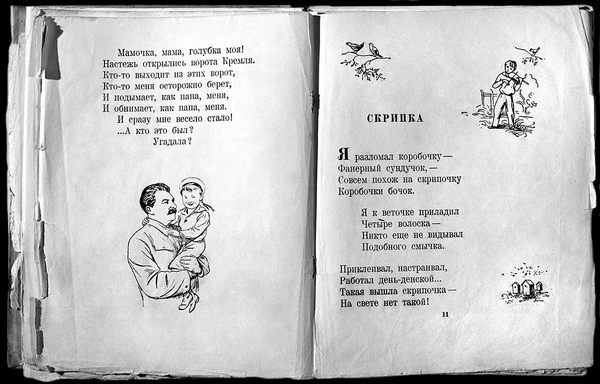 Мамочка, мама, голубка моя!
Настежь открылись ворота Кремля.
Кто-то выходит из этих ворот,
Кто-то меня осторожно берет,
И подымает, как папа, меня,
И обнимает, как папа, меня.
И сразу мне весело стало!
...А кто это был?
Угадала?
СКРИПКА
Я разломал коробочку—
Фанерный сундучок,—
Совсем похож на скрипочку
Коробочки бочок.
Я к веточке приладил
Четыре волоска—
Никто еще не видывал
Подобного смычка.
Приклеивал, настраивал,
Работал день-денской...
Такая вышла скрипочка—
На свете нет такой!
11